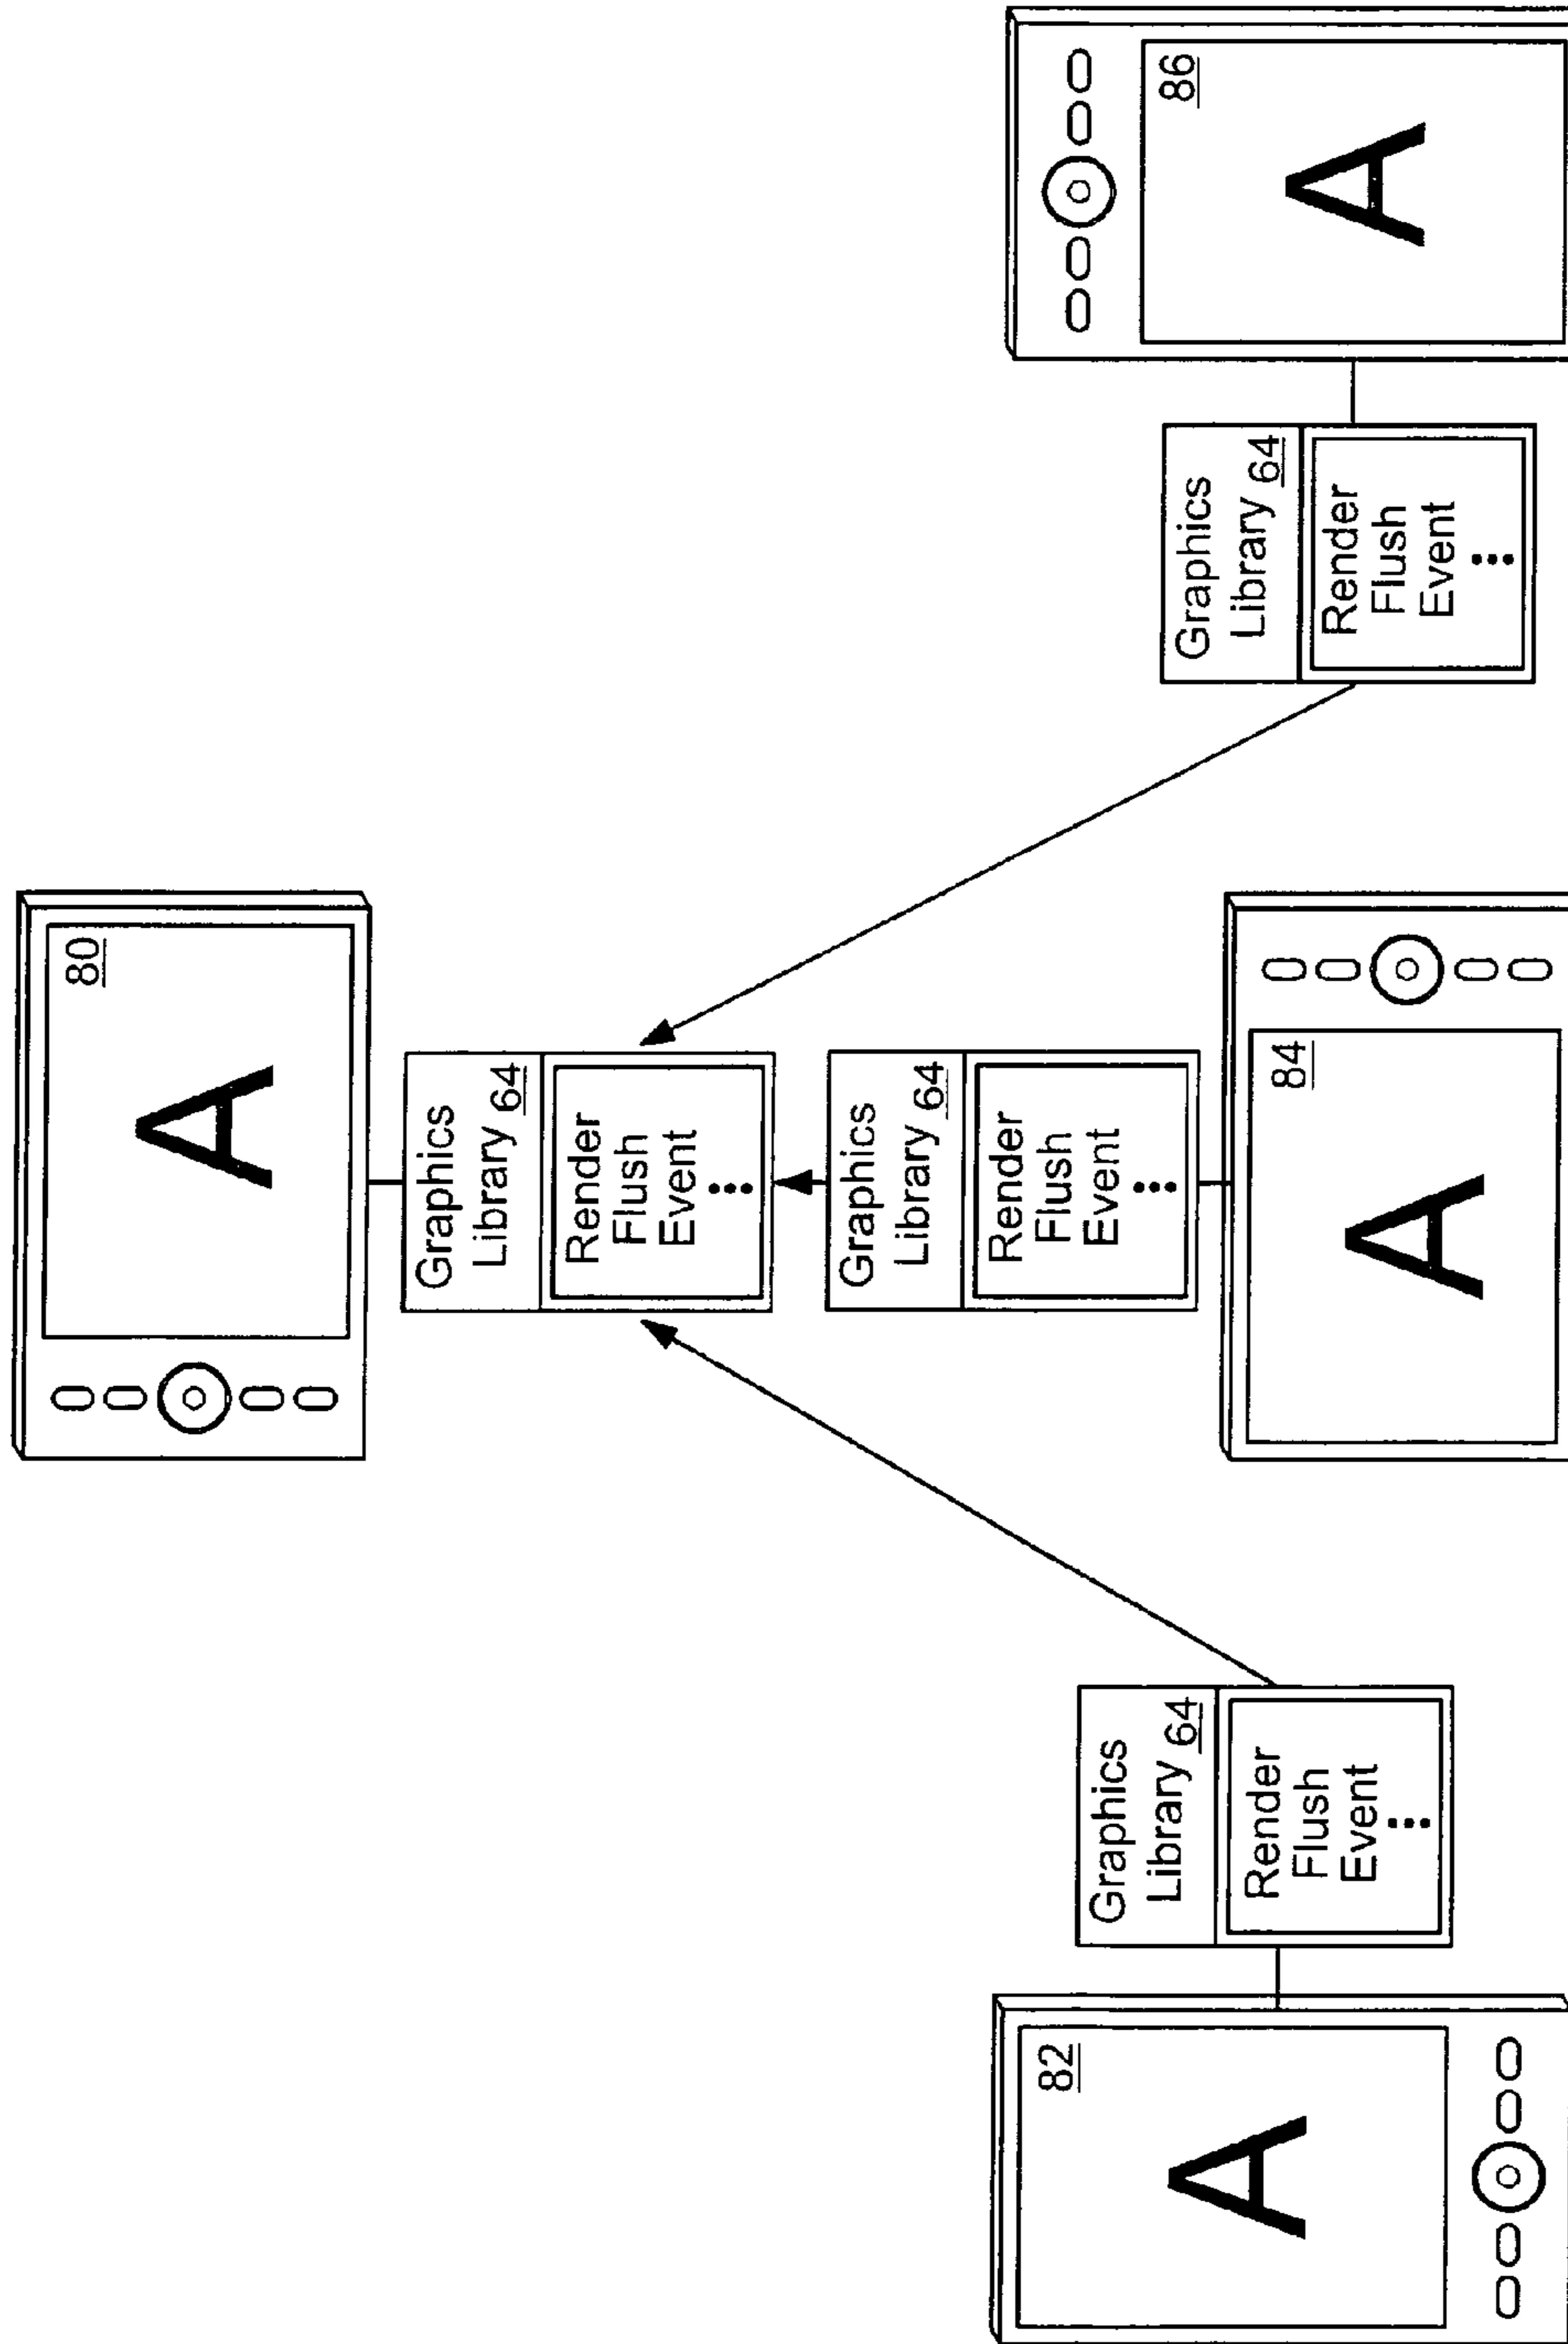 80
A
Graphics
Library 64
Render
Flush
Event
Graphics
Library 64
Render
Flush
Event
84
A
82
A
Graphics
Library 64
Render
Flush
Event
Graphics
Library 64
Render
Flush
Event
86
A